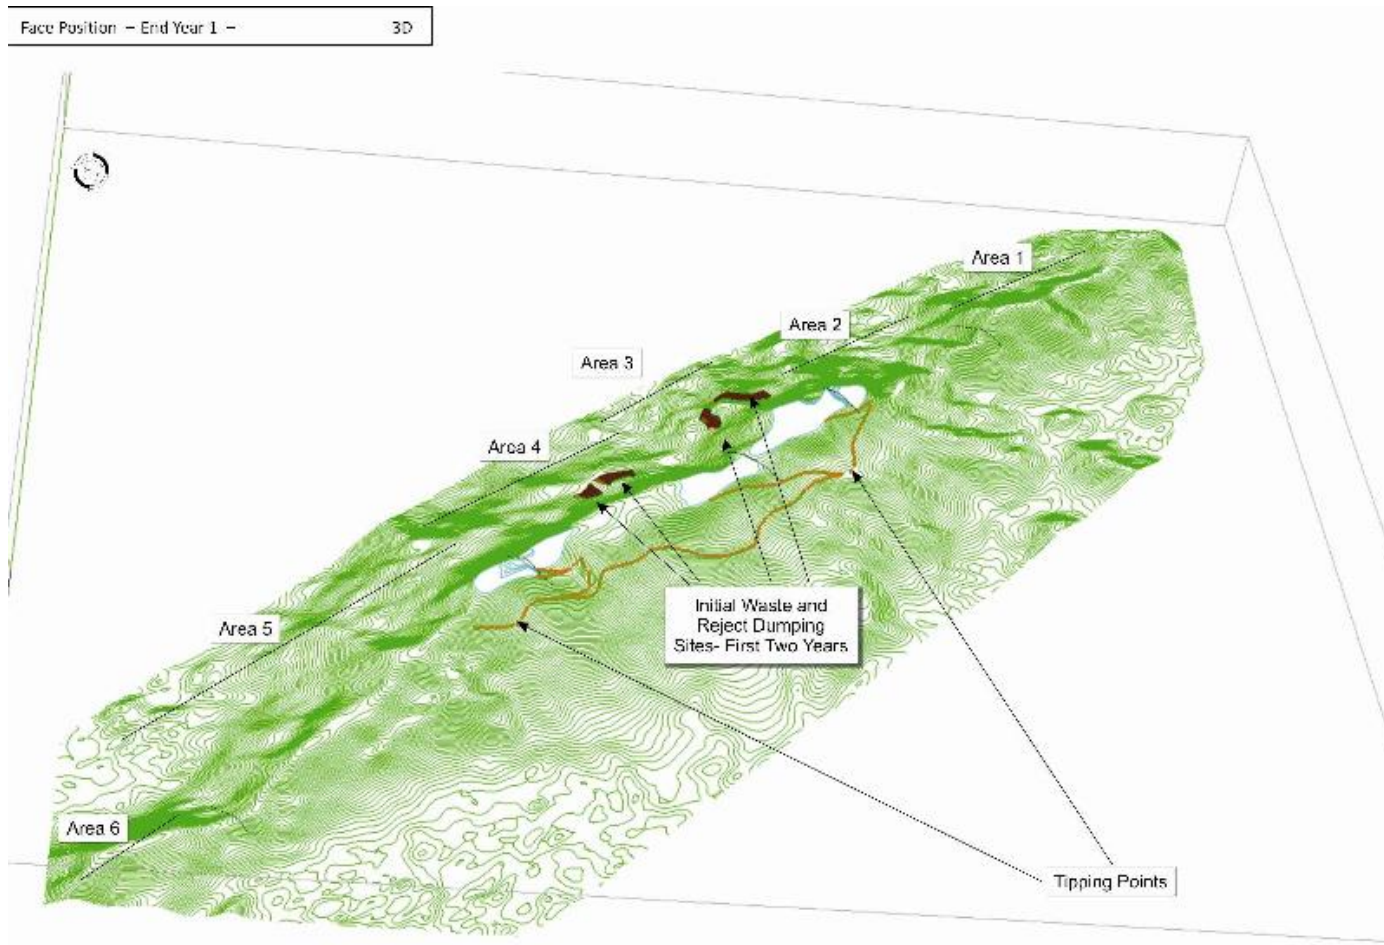 Face Position – End Year 1 – 3D
Area 1
Area 2
Area 3
Area 4
Initial Waste and
Reject Dumping
Sites- First Two Years
Area 5
Area 6
Tipping Points